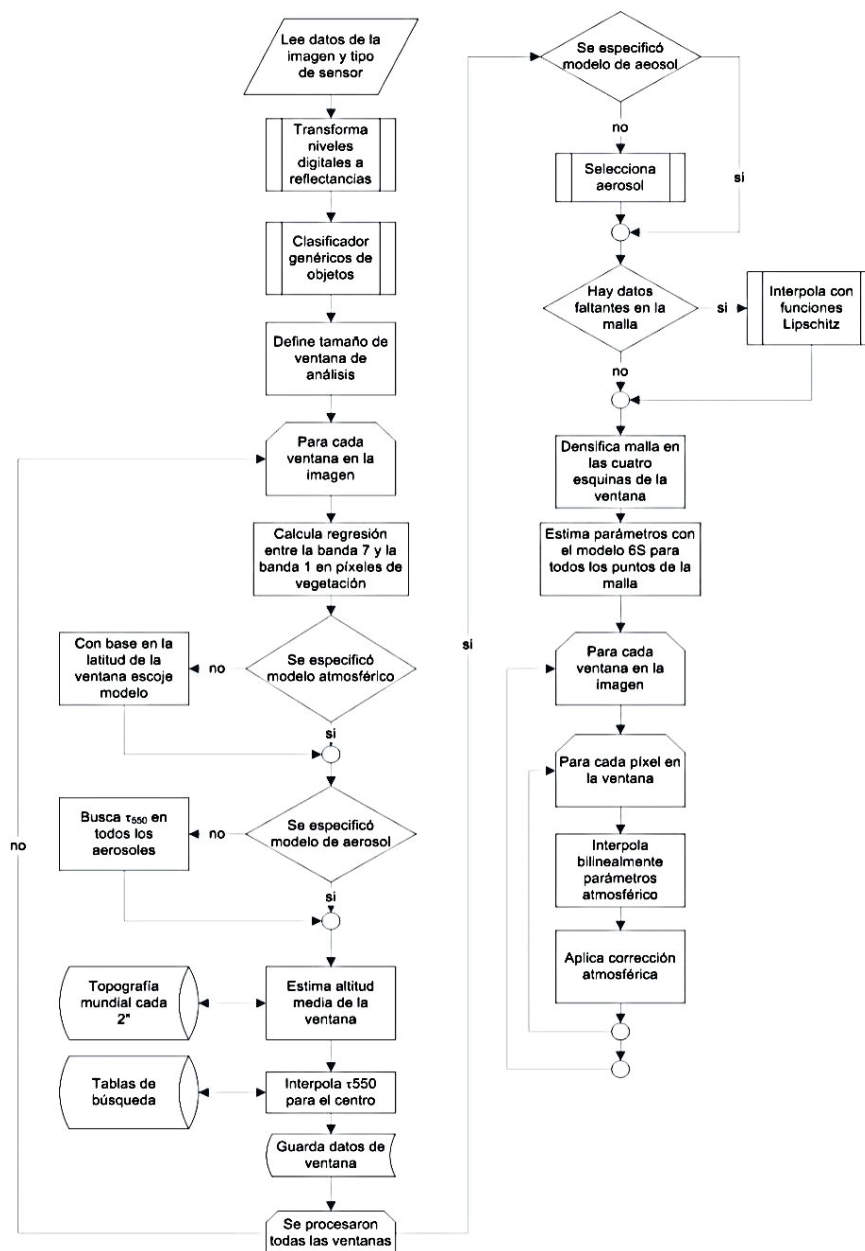 Lee datos de la
imagen y tipo
de sensor
Transforma
niveles
digitales a
reflectancias
Clasificador
genéricos de
objetos
Define tamaño de
ventana de
análisis
Para cada
ventana en la
imagen
Calcula regresión
entre la banda 7 y la
banda 1 en píxeles de
vegetación
Se especificó
modelo atmosférico
no
Con base en la
latitud de la
ventana escoje
modelo
si
Se especificó
modelo de aerosol
no
Busca τ550 en
todos los
aerosoles
si
Estima altitud
media de la
ventana
Topografía
mundial cada
2"
Interpola τ550
para el centro
Tablas de
búsqueda
Guarda datos de
ventana
Se procesaron
todas las ventanas
no
si
Se especificó
modelo de aeosol
no
si
Selecciona
aerosol
Hay datos
faltantes en la
malla
si
Interpola con
funciones
Lipschitz
no
Densifica malla en
las cuatro
esquinas de la
ventana
Estima parámetros con
el modelo 6S para
todos los puntos de la
malla
Para cada
ventana en la
imagen
Para cada píxel en
la ventana
Interpola
bilinealmente
parámetros
atmosférico
Aplica corrección
atmosférica